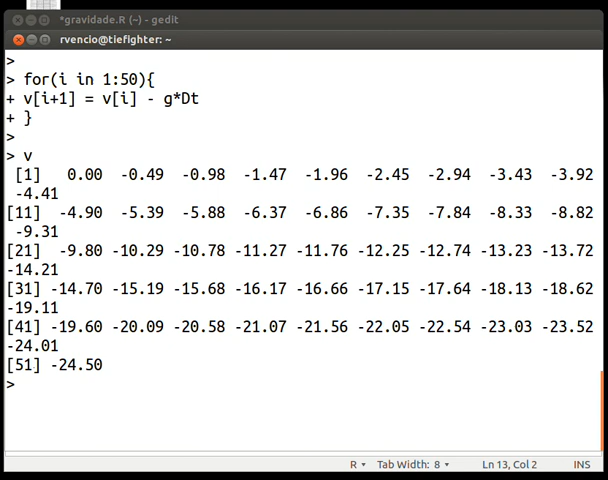 *gravidade.R (~) - gedit
rvencio@tiefighter: ~
>
> for(i in 1:50){
+ v[i+1] = v[i] - g*Dt
+ }
>
> v
[1] 0.00 -0.49 -0.98 -1.47 -1.96 -2.45 -2.94 -3.43 -3.92
-4.41
[11] -4.90 -5.39 -5.88 -6.37 -6.86 -7.35 -7.84 -8.33 -8.82
-9.31
[21] -9.80 -10.29 -10.78 -11.27 -11.76 -12.25 -12.74 -13.23 -13.72
-14.21
[31] -14.70 -15.19 -15.68 -16.17 -16.66 -17.15 -17.64 -18.13 -18.62
-19.11
[41] -19.60 -20.09 -20.58 -21.07 -21.56 -22.05 -22.54 -23.03 -23.52
-24.01
[51] -24.50
>
R Tab Width: 8 Ln 13, Col 2 INS